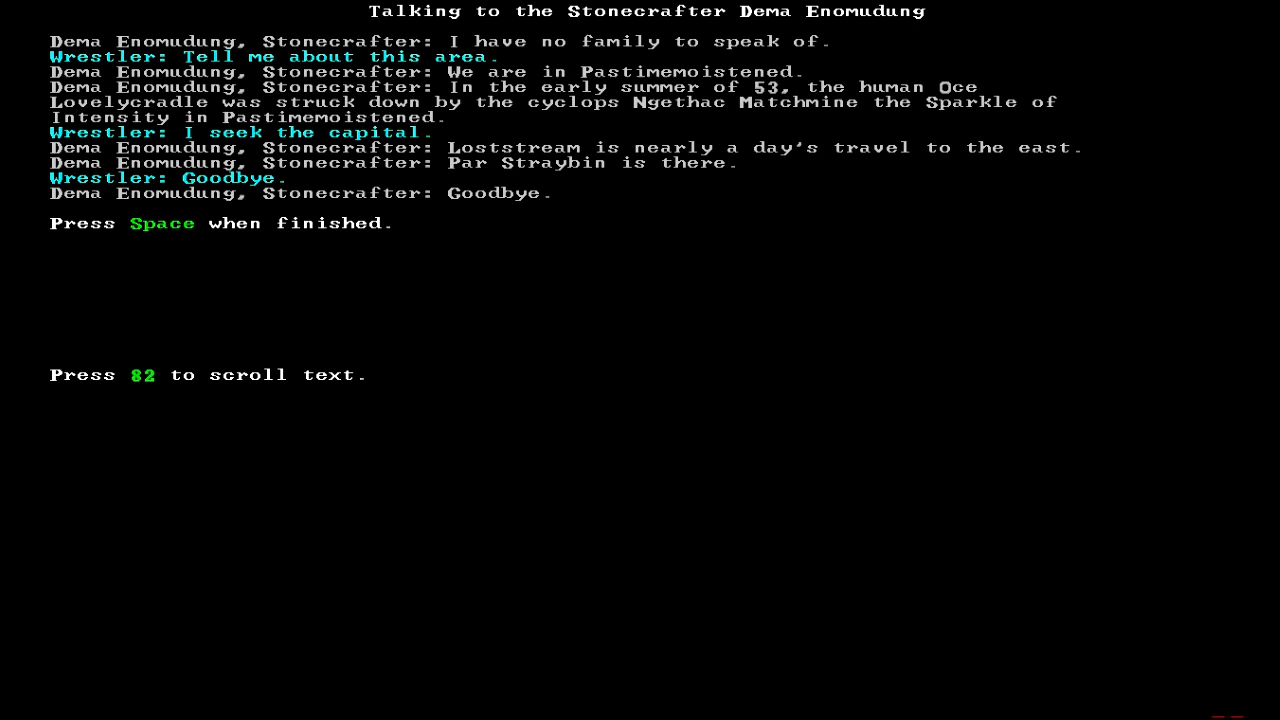 Talking to the Stonecrafter Dema Enomudung
Dema Enomudung, Stonecrafter: I have no family to speak of.
Wrestler: Tell me about this area.
Dema Enomudung, Stonecrafter: We are in Pastimemoistened.
Dema Enomudung, Stonecrafter: In the early summer of 53, the human Oce
Lovelycradle was struck down by the cyclops Ngethac Matchmine the Sparkle of
Intensity in Pastimemoistened.
Wrestler: I seek the capital.
Dema Enomudung, Stonecrafter: Loststream is nearly a day's travel to the east.
Dema Enomudung, Stonecrafter: Par Straybin is there.
Wrestler: Goodbye.
Dema Enomudung, Stonecrafter: Goodbye.
Press Space when finished.
Press 82 to scroll text.